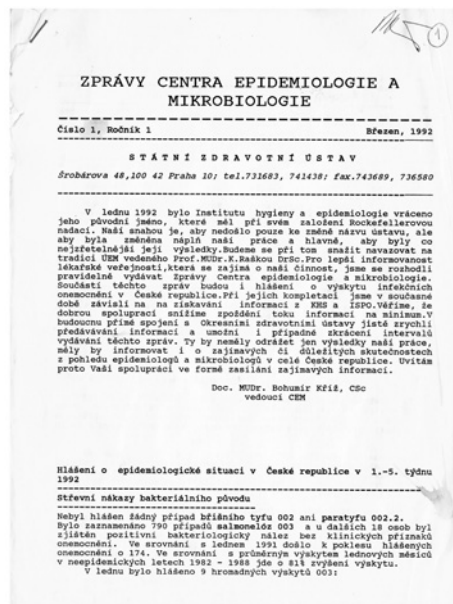 1
ZPRÁVY CENTRA EPIDEMIOLOGIE A
MIKROBIOLOGIE
Číslo 1, Ročník 1 Březen, 1992
S T Á T N Í  Z D R A V O T N Í  Ú S T A V
Šrobárova 48,100 42 Praha 10; tel.731683, 741438; fax.743689, 736580
V lednu 1992 bylo Institutu hygieny a epidemiologie vráceno
jeho původní jméno, které měl při svém založení Rockefellerovou
nadací. Naší snahou je, aby nedošlo pouze ke změně názvu ústavu, ale
aby byla změněna náplň naší práce a hlavně, aby byly co
nejzřetelnější její výsledky.Budeme se při tom snažit navazovat na
tradici ÚEM vedeného Prof.MUDr.K.Raškou DrSc.Pro lepší informovanost
lékařské veřejnosti,která se zajímá o naši činnost, jsme se rozhodli
pravidelně vydávat Zprávy Centra epidemiologie a mikrobiologie.
Součástí těchto zpráv budou i hlášení o výskytu infekčních
onemocnění v České republice.Při jejich kompletaci jsme v současné
době závislí na na získávání informací z KHS a ISPO.Věříme, že
dobrou spoluprací snížíme zpoždění toku informací na minimum.V
budoucnu přímé spojení s Okresními zdravotními ústavy jistě zrychlí
předávávání informací a umožní i případné zkrácení intervalů
vydávání těchto zpráv. Ty by neměly odrážet jen výsledky naší práce,
měly by informovat i o zajímavých či důležitých skutečnostech
z pohledu epidemiologů a mikrobiologů v celé České republice. Uvítám
proto Vaši spolupráci ve formě zasílání zajímavých informací.
Doc. MUDr. Bohumír Kříž, CSc
vedoucí CEM
Hlášení o epidemiologické situaci v České republice v 1.-5. týdnu
1992
Střevní nákazy bakteriálního původu
Nebyl hlášen žádný případ břišního tyfu 002 ani paratyfu 002.2.
Bylo zaznamenáno 790 případů salmonelóz 003 a u dalších 18 osob byl
zjištěn pozitivní bakteriologický nález bez klinických příznaků
onemocnění. Ve srovnání s lednem 1991 došlo k poklesu hlášených
onemocnění o 174. Ve srovnání s průměrným výskytem lednových měsíců
v neepidemických letech 1982 - 1988 jde o 81% zvýšení výskytu.
V lednu bylo hlášeno 9 hromadných výskytů 003: